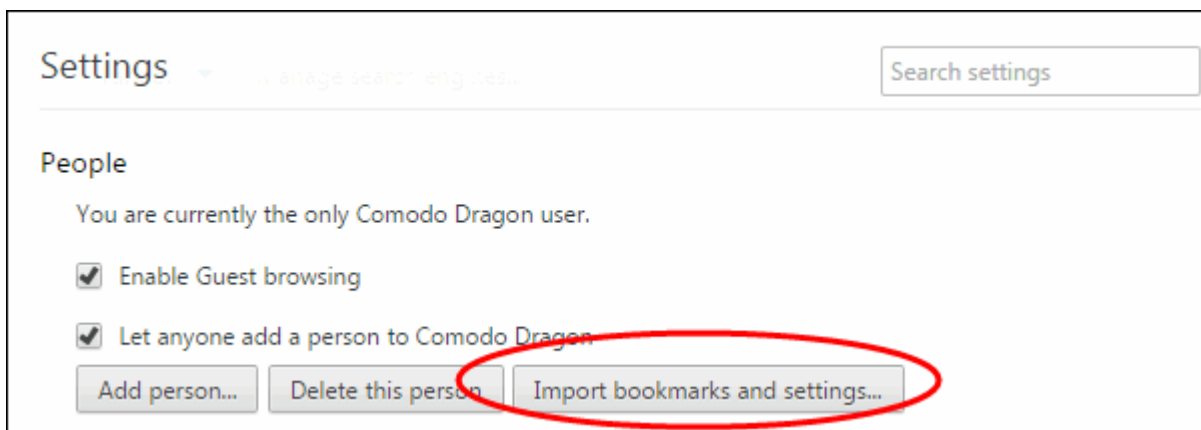 Settings
Search settings
People
You are currently the only Comodo Dragon user.
Enable Guest browsing
Let anyone add a person to Comodo Dragon
Add person... Delete this person Import bookmarks and settings...